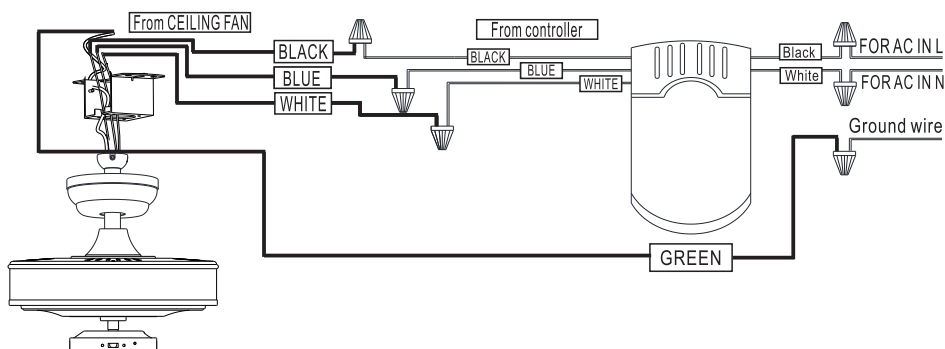 From CEILING FAN
From controller
BLACK
BLACK
Black
FOR AC IN L
BLUE
BLUE
White
FOR AC IN N
WHITE
WHITE
Ground wire
GREEN